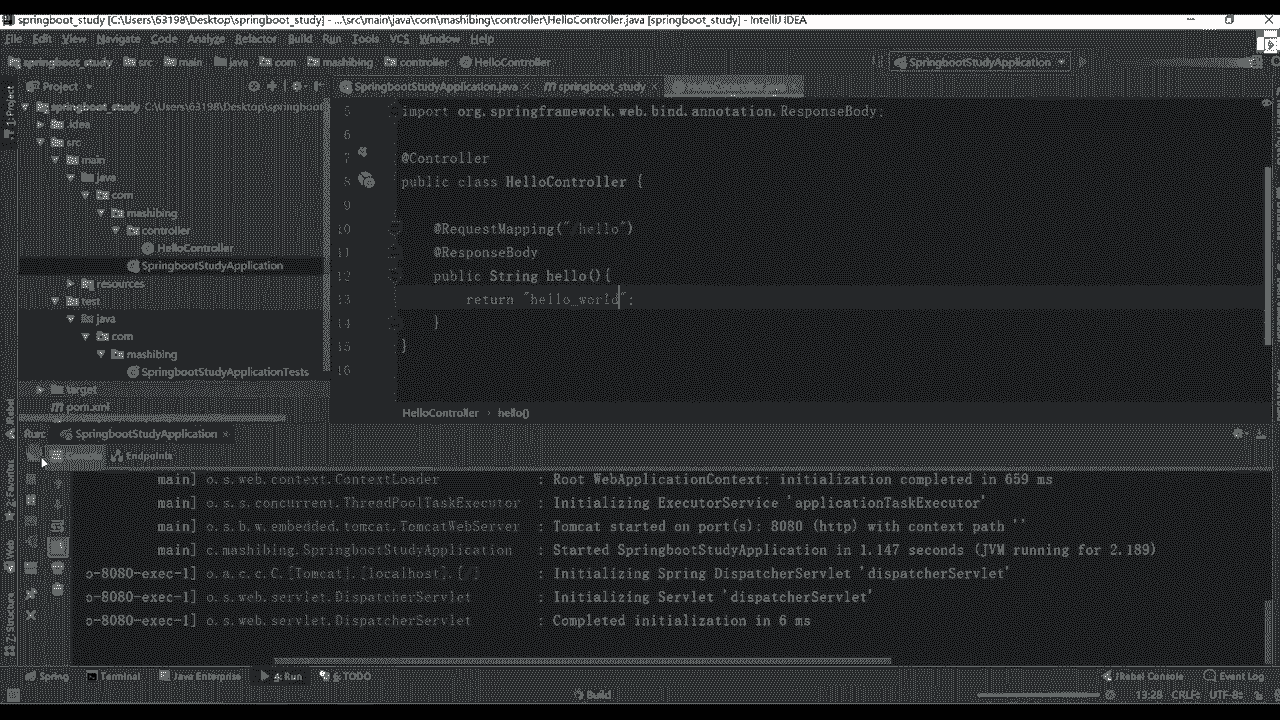 springboot_study [C:\Users\63198\Desktop\springboot_study] - ...\src\main\java\com\mashibing\controller\HelloController.java [springboot_study] - IntelliJ IDEA
File Edit View Navigate Code Analyze Refactor Build Run Tools VCS Window Help
springboot_study src main java com mashibing controller HelloController SpringbootStudyApplication
1: Project
Project
SpringbootStudyApplication.java springboot_study
springboot_study C:\Users\63198\Desktop\springboot
.idea
src
main
java
com
mashibing
controller
HelloController
SpringbootStudyApplication
resources
test
java
com
mashibing
SpringbootStudyApplicationTests
target
pom.xml
5 import org.springframework.web.bind.annotation.ResponseBody;
6
7 @Controller
8 public class HelloController {
9
10 @RequestMapping("/hello")
11 @ResponseBody
12 public String hello(){
13 return "hello_world";
14 }
15 }
16
HelloController › hello()
JRebel
2: Favorites
Web
Z: Structure
Run: SpringbootStudyApplication
Endpoints
main] o.s.web.context.ContextLoader : Root WebApplicationContext: initialization completed in 659 ms
main] o.s.s.concurrent.ThreadPoolTaskExecutor : Initializing ExecutorService 'applicationTaskExecutor'
main] o.s.b.w.embedded.tomcat.TomcatWebServer : Tomcat started on port(s): 8080 (http) with context path ''
main] c.mashibing.SpringbootStudyApplication : Started SpringbootStudyApplication in 1.147 seconds (JVM running for 2.189)
o-8080-exec-1] o.a.c.c.C.[Tomcat].[localhost].[/] : Initializing Spring DispatcherServlet 'dispatcherServlet'
o-8080-exec-1] o.s.web.servlet.DispatcherServlet : Initializing Servlet 'dispatcherServlet'
o-8080-exec-1] o.s.web.servlet.DispatcherServlet : Completed initialization in 6 ms
Spring Terminal Java Enterprise 4: Run 6: TODO JRebel Console Event Log
Build 13:28 CRLF UTF-8